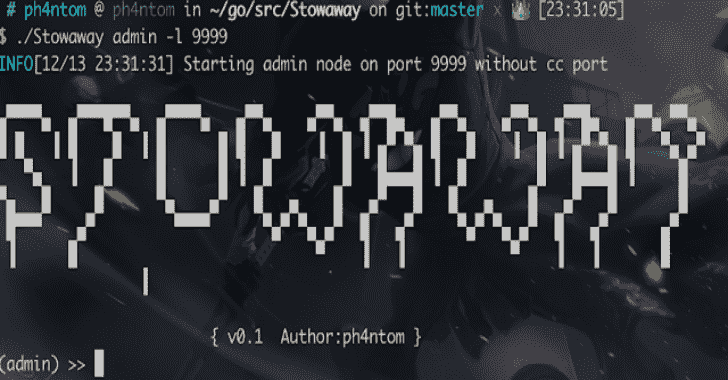 # ph4ntom @ ph4ntom in ~/go/src/Stowaway on git:master x [23:31:05]
$ ./Stowaway admin -l 9999
INFO[12/13 23:31:31] Starting admin node on port 9999 without cc port
STOWAWAY
{ v0.1 Author:ph4ntom }
(admin) >>